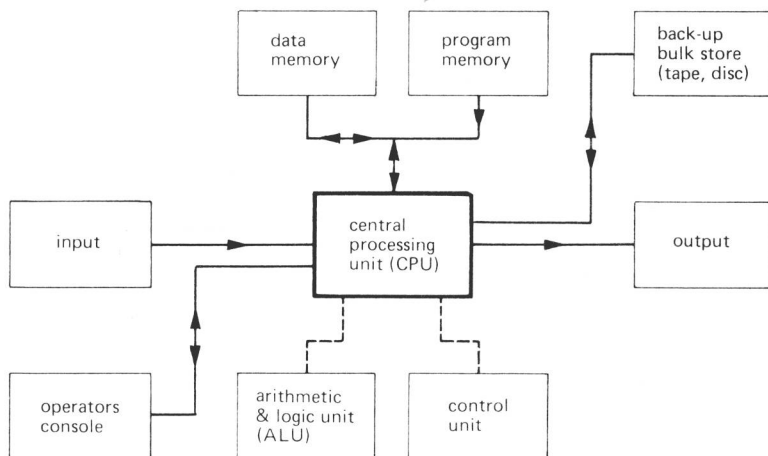 data
memory
program
memory
back-up
bulk store
(tape, disc)
input
central
processing
unit (CPU)
output
operators
console
arithmetic
& logic unit
(ALU)
control
unit